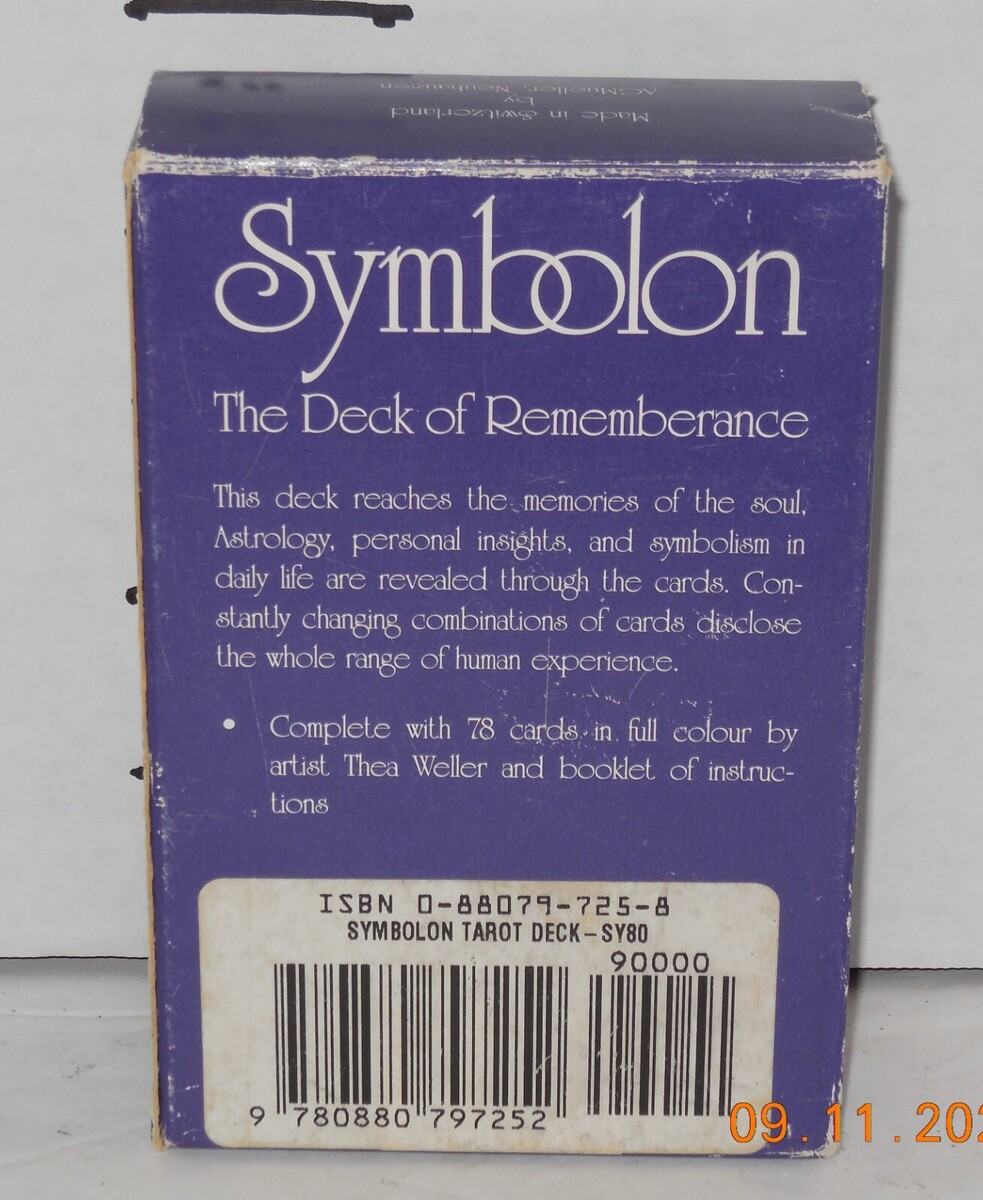 Made in Switzerland
by
AGMueller, Neuhausen
Symbolon
The Deck of Rememberance
This deck reaches the memories of the soul,
Astrology, personal insights, and symbolism in
daily life are revealed through the cards. Con-
stantly changing combinations of cards disclose
the whole range of human experience.
• Complete with 78 cards in full colour by
artist Thea Weller and booklet of instruc-
tions
ISBN 0-88079-725-8
SYMBOLON TAROT DECK-SY80
90000
9 780880 797252
09.11.202